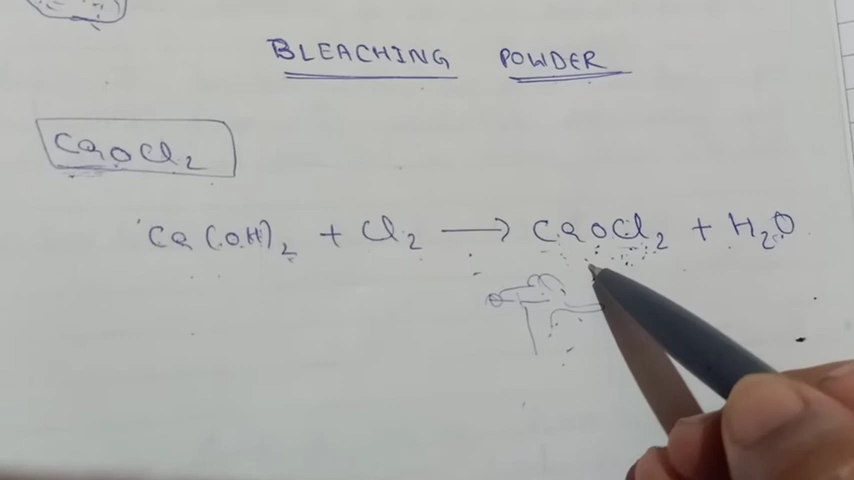 BLEACHING POWDER
CaOCl₂
Ca(OH)₂ + Cl₂ ⟶ CaOCl₂ + H₂O